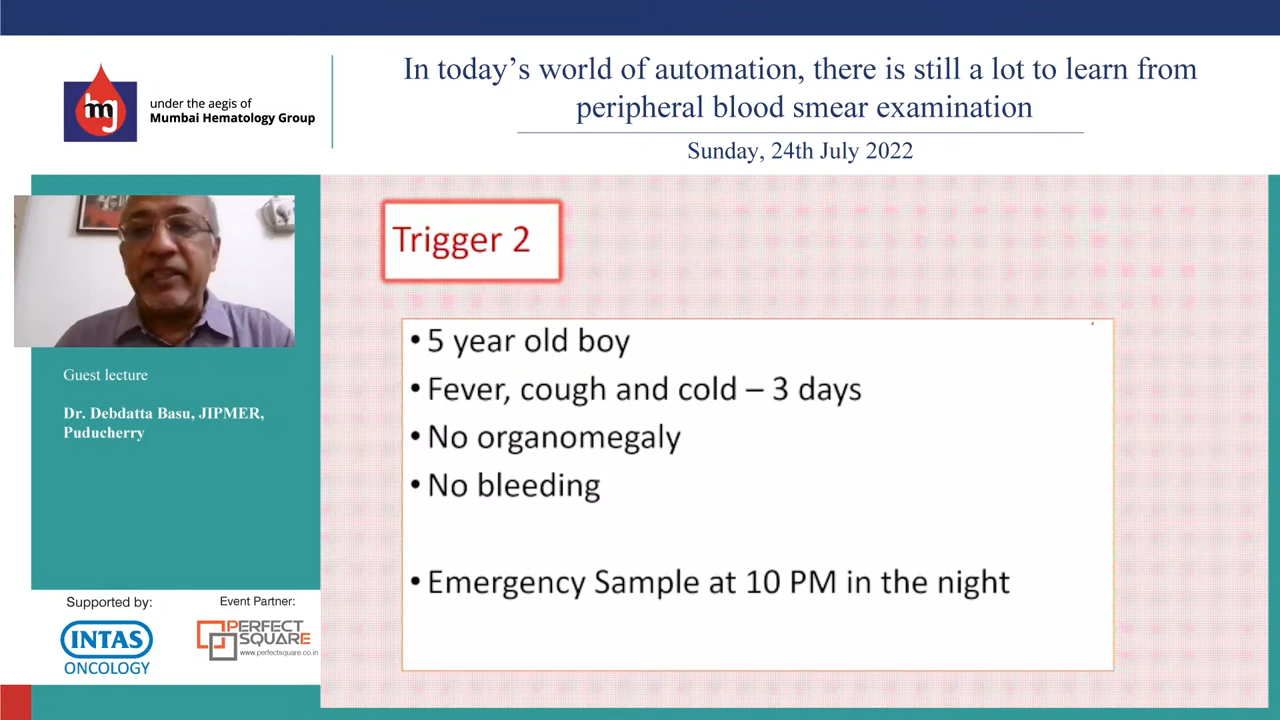 under the aegis of
Mumbai Hematology Group
In today's world of automation, there is still a lot to learn from
peripheral blood smear examination
Sunday, 24th July 2022
Trigger 2
• 5 year old boy
• Fever, cough and cold – 3 days
• No organomegaly
• No bleeding
• Emergency Sample at 10 PM in the night
Guest lecture
Dr. Debdatta Basu, JIPMER,
Puducherry
Supported by:
INTAS
ONCOLOGY
Event Partner:
PERFECT
SQUARE
www.perfectsquare.co.in